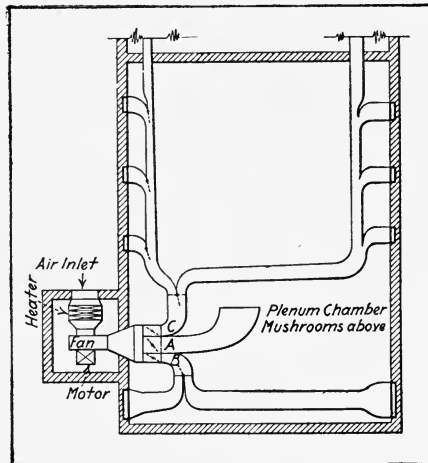 Air Inlet
Heater
Fan
Motor
C
A
B
Plenum Chamber
Mushrooms above